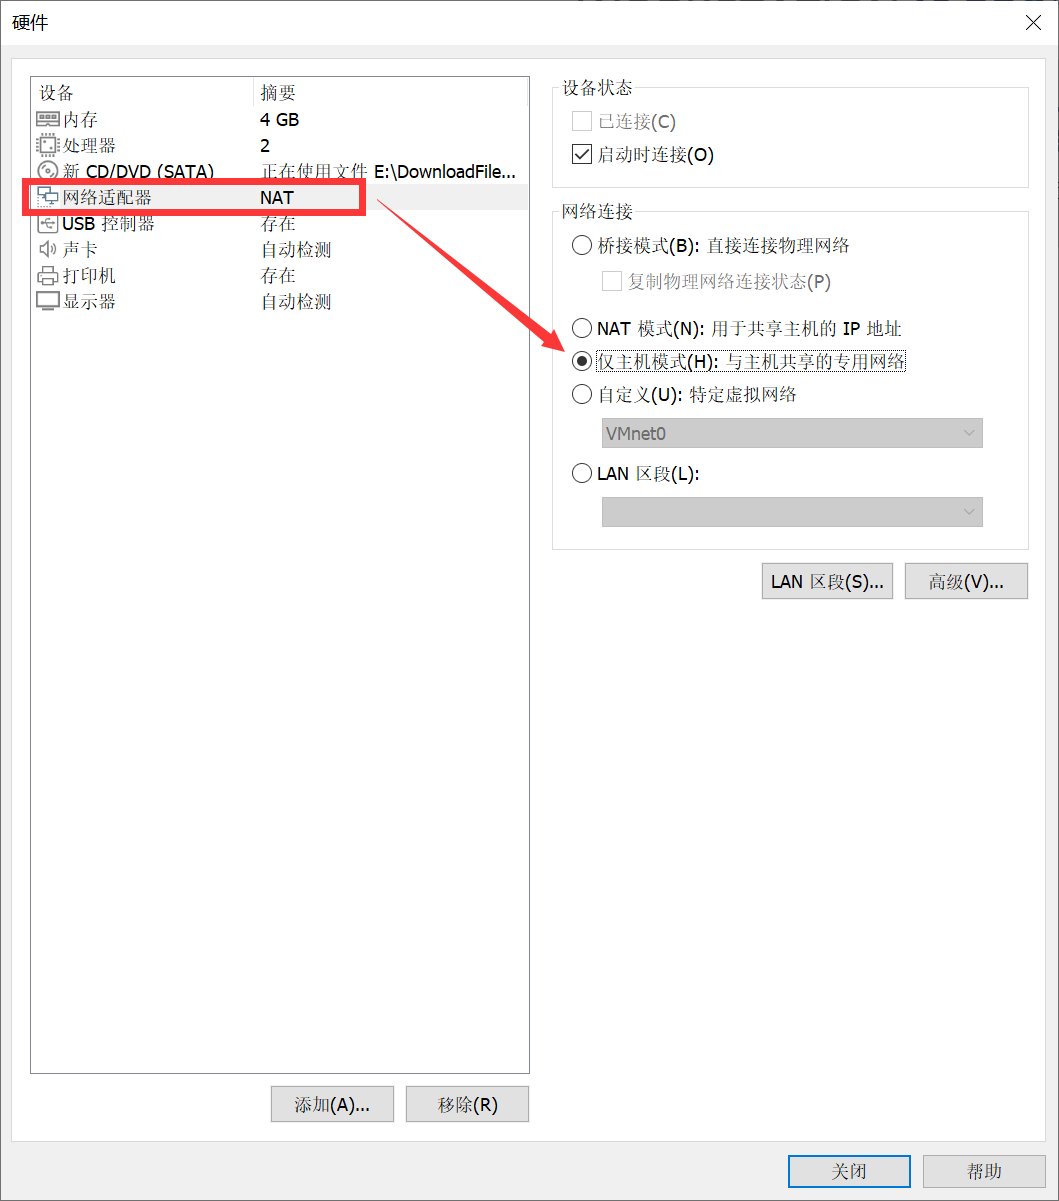 硬件
设备 摘要
内存 4 GB
处理器 2
新 CD/DVD (SATA) 正在使用文件 E:\DownloadFile...
网络适配器 NAT
USB 控制器 存在
声卡 自动检测
打印机 存在
显示器 自动检测
添加(A)... 移除(R)
设备状态
已连接(C)
启动时连接(O)
网络连接
桥接模式(B): 直接连接物理网络
复制物理网络连接状态(P)
NAT 模式(N): 用于共享主机的 IP 地址
仅主机模式(H): 与主机共享的专用网络
自定义(U): 特定虚拟网络
VMnet0
LAN 区段(L):
LAN 区段(S)... 高级(V)...
关闭 帮助